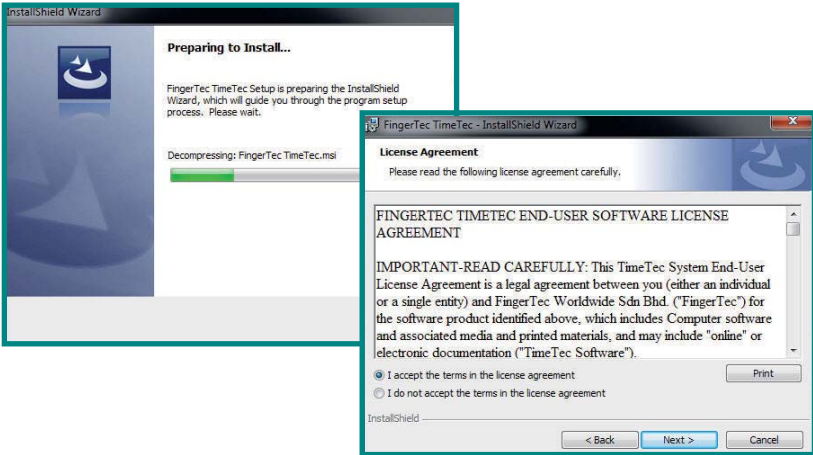 InstallShield Wizard
Preparing to Install...
FingerTec TimeTec Setup is preparing the InstallShield
Wizard, which will guide you through the program setup
process. Please wait.
Decompressing: FingerTec TimeTec.msi
FingerTec TimeTec - InstallShield Wizard
License Agreement
Please read the following license agreement carefully.
FINGERTEC TIMETEC END-USER SOFTWARE LICENSE
AGREEMENT
IMPORTANT-READ CAREFULLY: This TimeTec System End-User
License Agreement is a legal agreement between you (either an individual
or a single entity) and FingerTec Worldwide Sdn Bhd. ("FingerTec") for
the software product identified above, which includes Computer software
and associated media and printed materials, and may include "online" or
electronic documentation ("TimeTec Software").
I accept the terms in the license agreement
Print
I do not accept the terms in the license agreement
InstallShield
< Back
Next >
Cancel